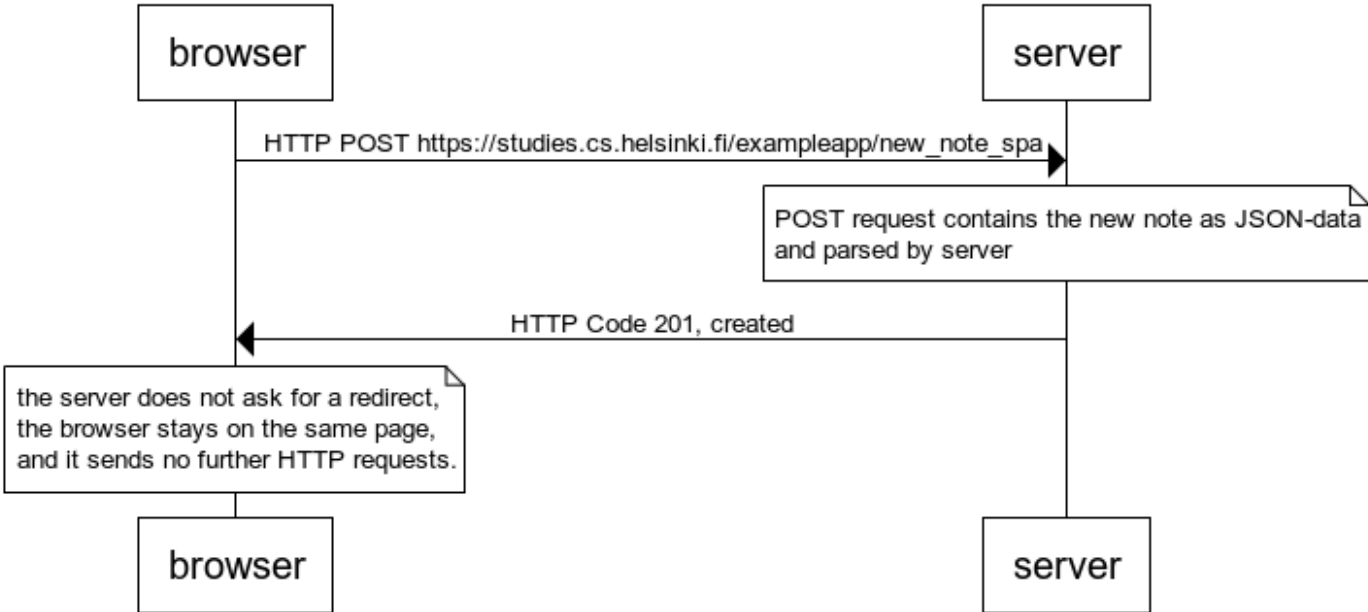 browser
server
HTTP POST https://studies.cs.helsinki.fi/exampleapp/new_note_spa
POST request contains the new note as JSON-data
and parsed by server
HTTP Code 201, created
the server does not ask for a redirect,
the browser stays on the same page,
and it sends no further HTTP requests.
browser
server